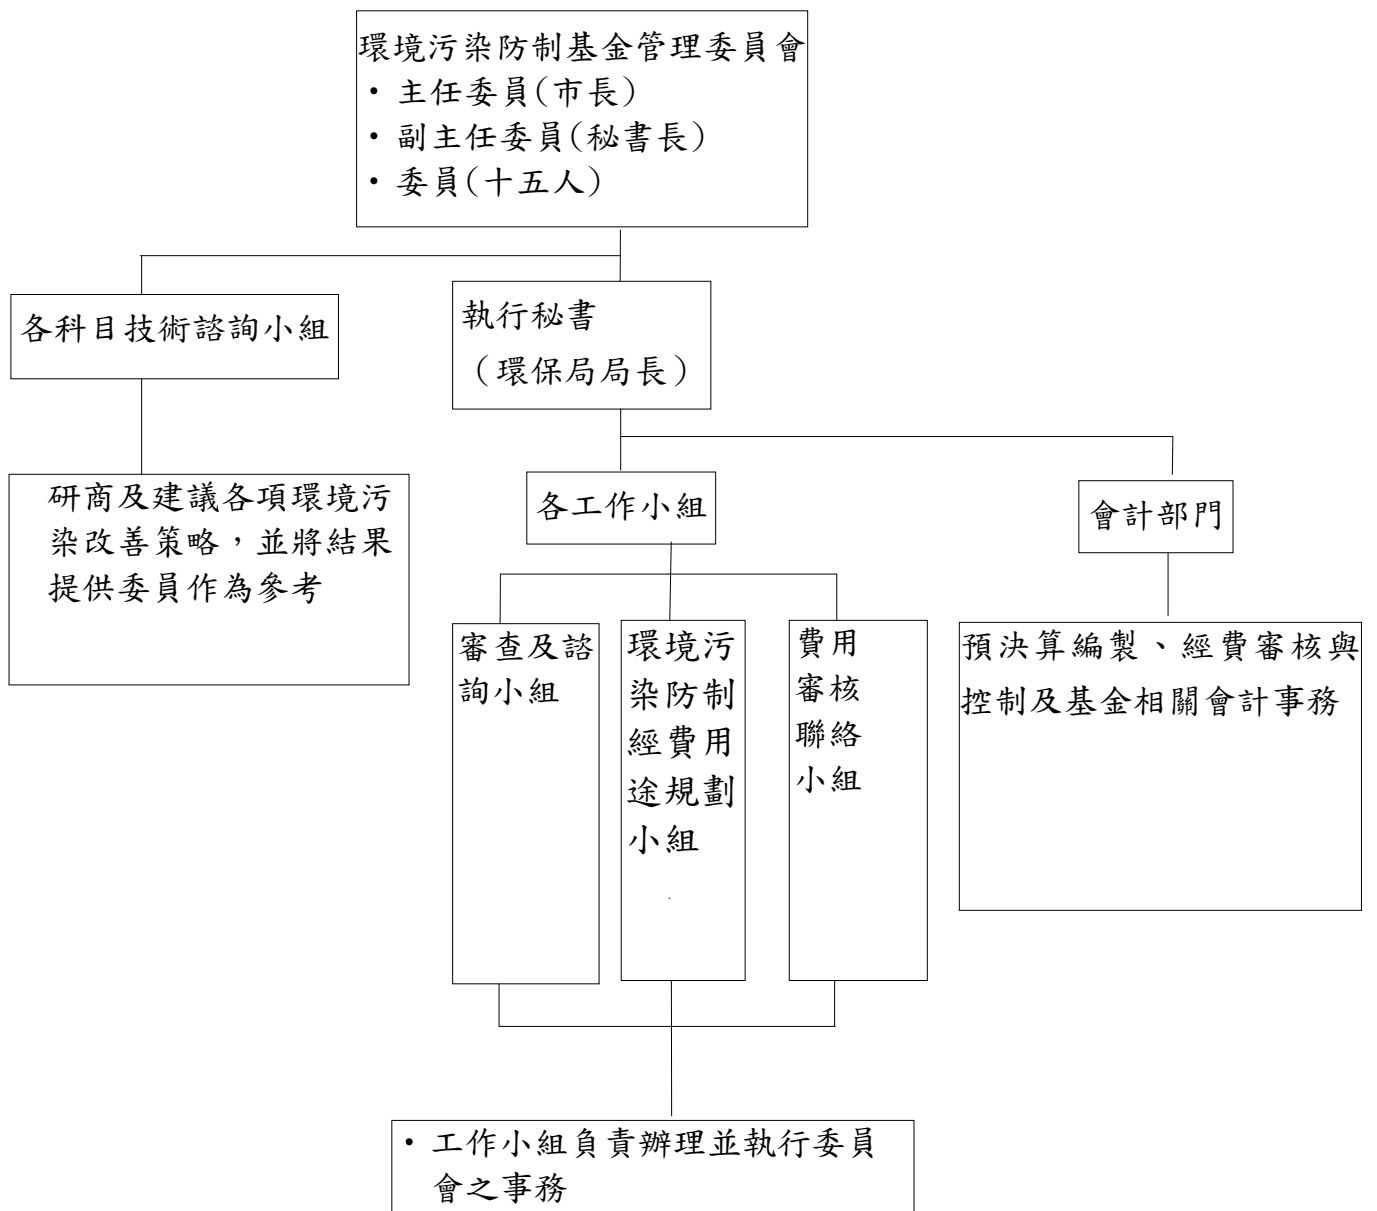 環境污染防制基金管理委員會
・主任委員(市長)
・副主任委員(秘書長)
・委員(十五人)
各科目技術諮詢小組
執行秘書
（環保局局長）
研商及建議各項環境污
染改善策略，並將結果
提供委員作為參考
各工作小組
會計部門
審查及諮
詢小組
環境污
染防制
經費用
途規劃
小組
費用
審核
聯絡
小組
預決算編製、經費審核與
控制及基金相關會計事務
・工作小組負責辦理並執行委員
會之事務